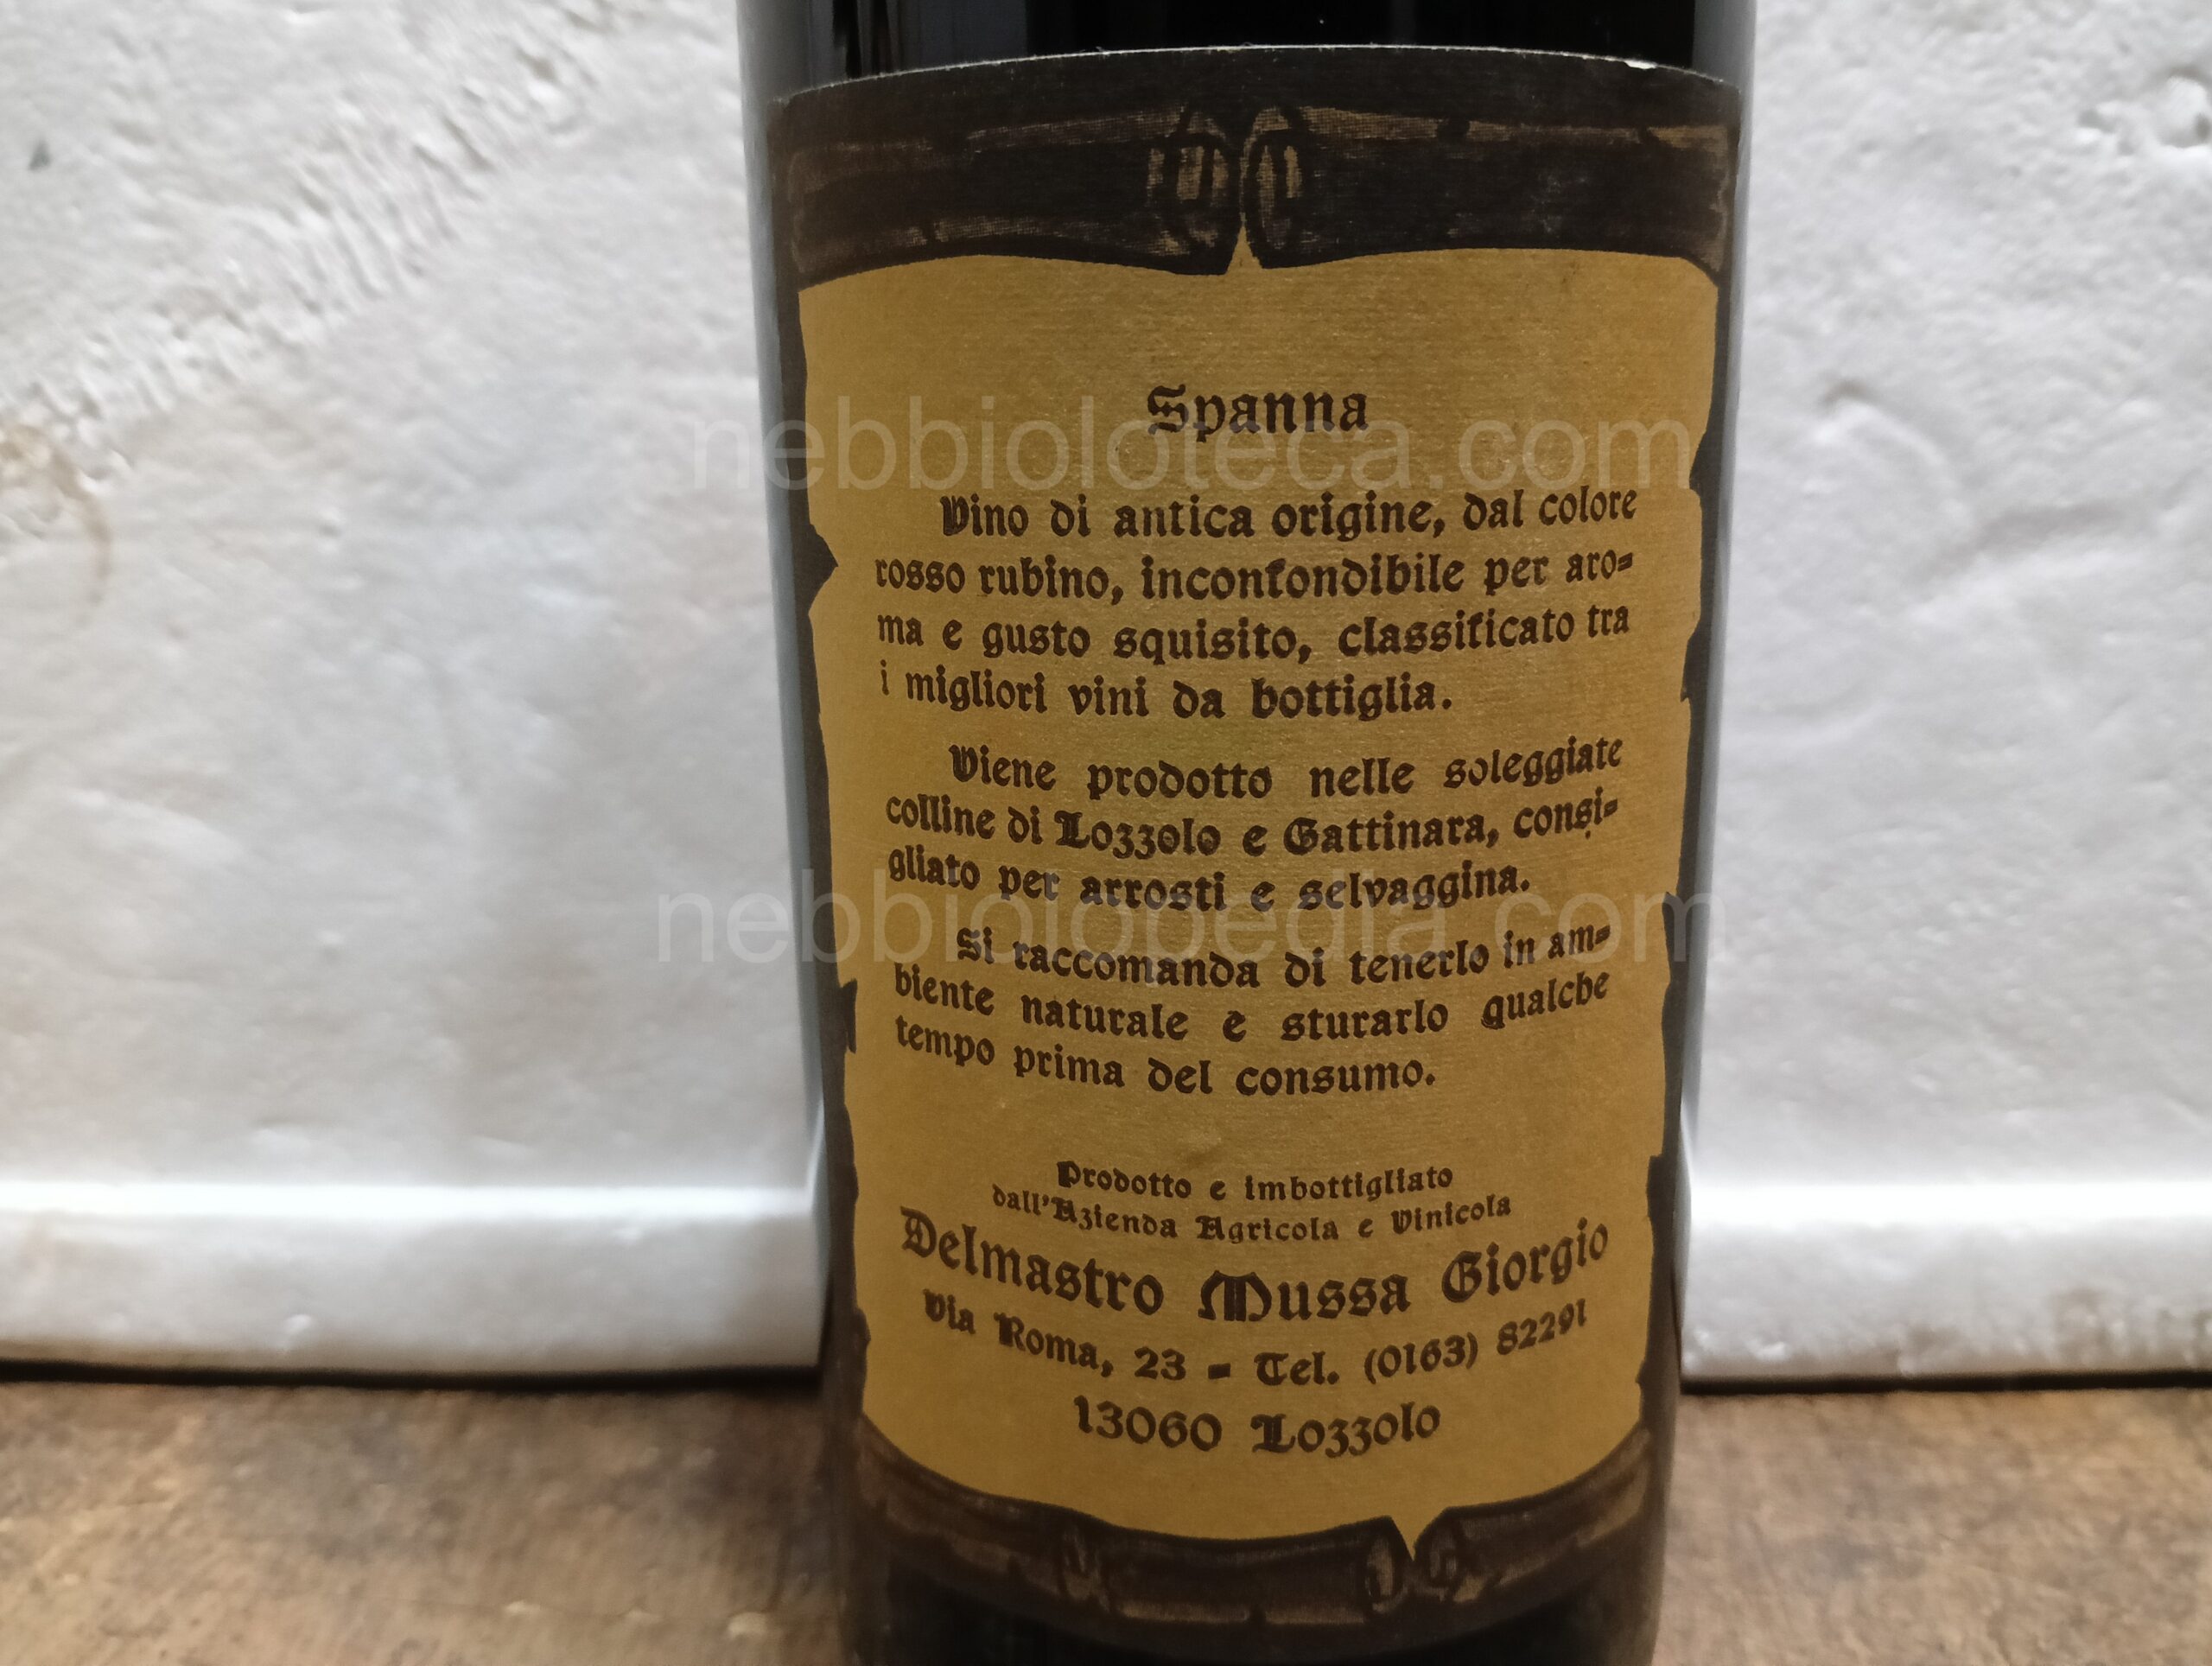 Spanna
nebbioloteca.com
Vino di antica origine, dal colore
rosso rubino, inconfondibile per aro=
ma e gusto squisito, classificato tra
i migliori vini da bottiglia.
Viene prodotto nelle soleggiate
colline di Lozzolo e Gattinara, consi=
gliato per arrosti e selvaggina.
nebbiolopedia.com
Si raccomanda di tenerlo in am=
biente naturale e sturarlo qualche
tempo prima del consumo.
Prodotto e imbottigliato
dall'Azienda Agricola e Vinicola
Delmastro Mussa Giorgio
Via Roma, 23 - Tel. (0163) 82291
13060 Lozzolo